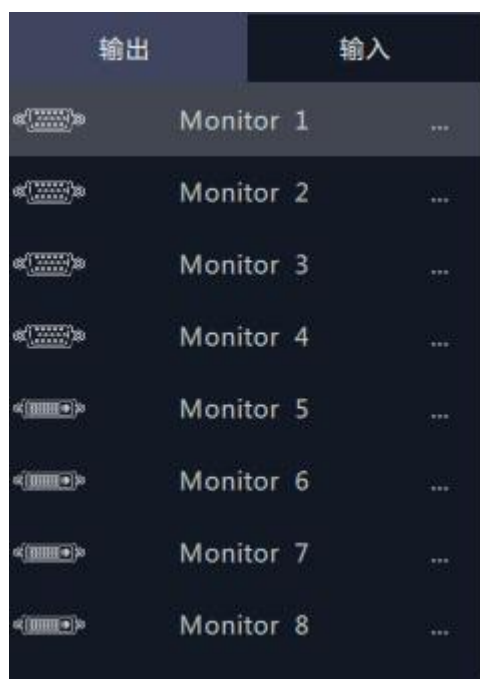 输出 输入
Monitor 1 ...
Monitor 2 ...
Monitor 3 ...
Monitor 4 ...
Monitor 5 ...
Monitor 6 ...
Monitor 7 ...
Monitor 8 ...